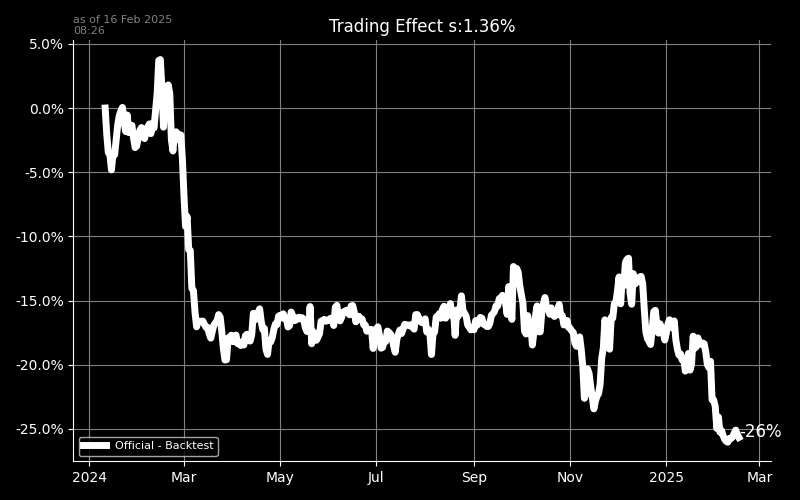 as of 16 Feb 2025
08:26
Trading Effect s:1.36%
5.0%
0.0%
-5.0%
-10.0%
-15.0%
-20.0%
-25.0%
-26%
Official - Backtest
2024 Mar May Jul Sep Nov 2025 Mar